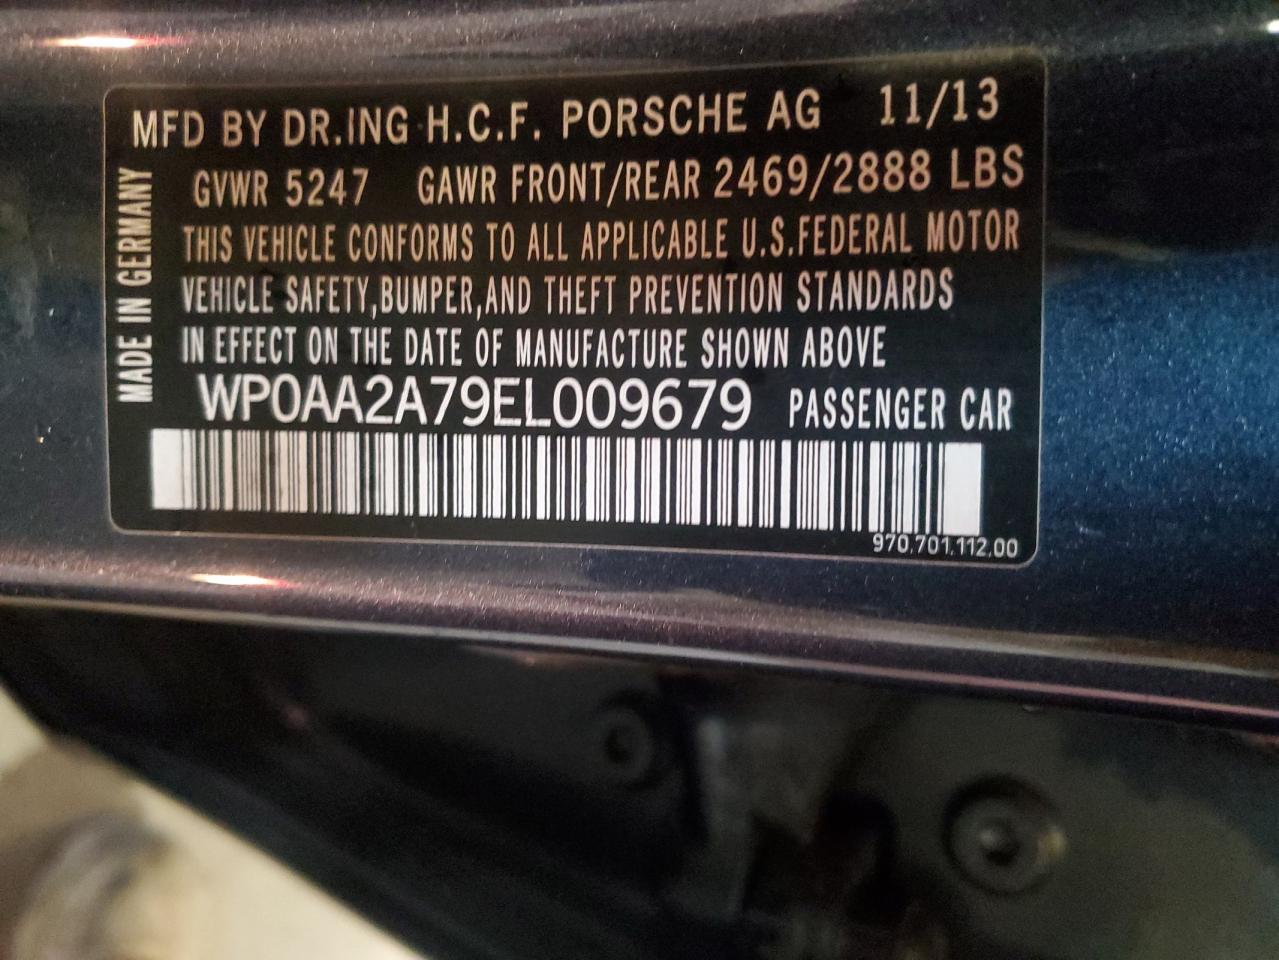 MFD BY DR.ING H.C.F. PORSCHE AG 11/13
GVWR 5247 GAWR FRONT/REAR 2469/2888 LBS
THIS VEHICLE CONFORMS TO ALL APPLICABLE U.S.FEDERAL MOTOR
VEHICLE SAFETY,BUMPER,AND THEFT PREVENTION STANDARDS
IN EFFECT ON THE DATE OF MANUFACTURE SHOWN ABOVE
WP0AA2A79EL009679 PASSENGER CAR
970.701.112.00
MADE IN GERMANY